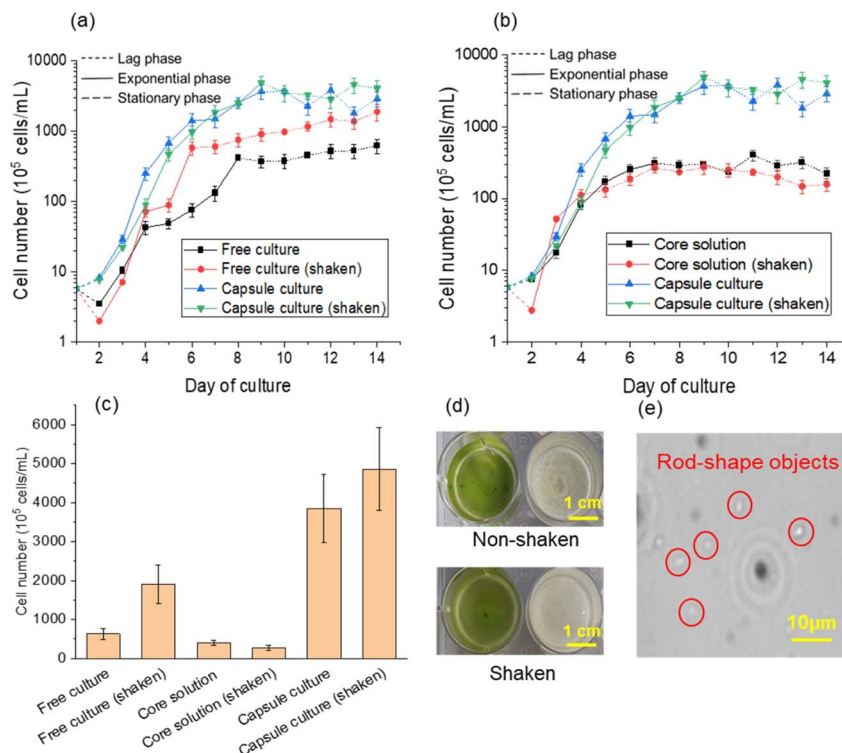 (a)
Lag phase
Exponential phase
Stationary phase
Cell number (10⁵ cells/mL)
10000
1000
100
10
1
Free culture
Free culture (shaken)
Capsule culture
Capsule culture (shaken)
2 4 6 8 10 12 14
Day of culture
(b)
Lag phase
Exponential phase
Stationary phase
Cell number (10⁵ cells/mL)
10000
1000
100
10
1
Core solution
Core solution (shaken)
Capsule culture
Capsule culture (shaken)
2 4 6 8 10 12 14
Day of culture
(c)
Cell number (10⁵ cells/mL)
6000
5000
4000
3000
2000
1000
0
Free culture
Free culture (shaken)
Core solution
Core solution (shaken)
Capsule culture
Capsule culture (shaken)
(d)
1 cm
Non-shaken
1 cm
Shaken
(e)
Rod-shape objects
10μm